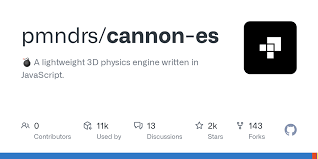 pmndrs/cannon-es
💣 A lightweight 3D physics engine written in
JavaScript.
0 11k 13 2k 143
Contributors Used by Discussions Stars Forks